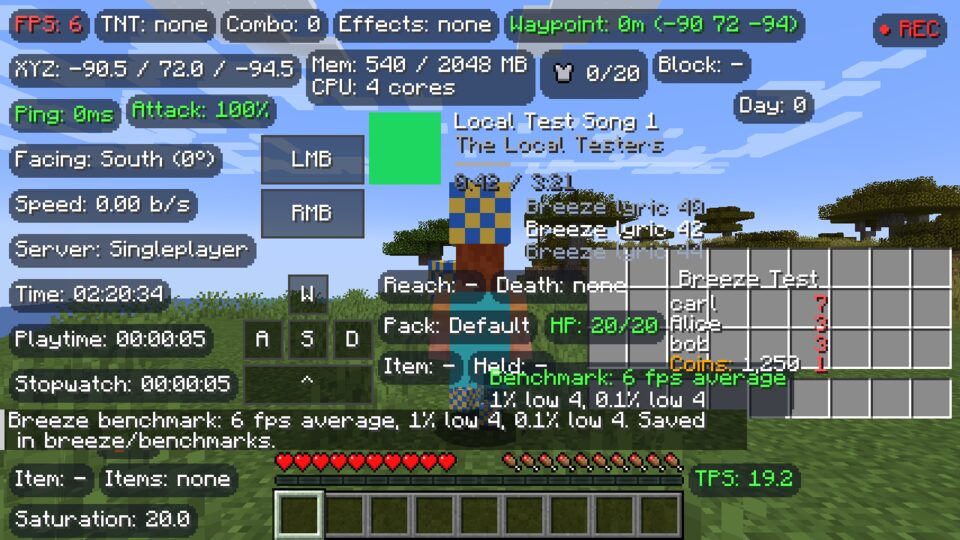 FPS: 6 TNT: none Combo: 0 Effects: none Waypoint: 0m (-90 72 -94) REC
XYZ: -90.5 / 72.0 / -94.5 Mem: 540 / 2048 MB
CPU: 4 cores
0/20 Block: -
Day: 0
Ping: 0ms Attack: 100%
Local Test Song 1
The Local Testers
Facing: South (0°) LMB
0:42 / 3:21
Speed: 0.00 b/s RMB
Breeze lyric 40
Breeze lyric 42
Breeze lyric 44
Server: Singleplayer
Time: 02:20:34 W
Reach: - Death: none
Breeze Test
carl 7
Alice 3
bob 3
Coins: 1,250 1
Playtime: 00:00:05 A S D
Pack: Default HP: 20/20
Item: - Held: -
Stopwatch: 00:00:05 ^
Benchmark: 6 fps average
1% low 4, 0.1% low 4
Breeze benchmark: 6 fps average, 1% low 4, 0.1% low 4. Saved
in breeze/benchmarks.
Item: - Items: none TPS: 19.2
Saturation: 20.0